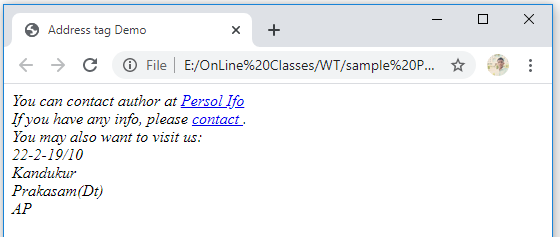 Address tag Demo
File | E:/OnLine%20Classes/WT/sample%20P...
You can contact author at Persol Ifo
If you have any info, please contact .
You may also want to visit us:
22-2-19/10
Kandukur
Prakasam(Dt)
AP